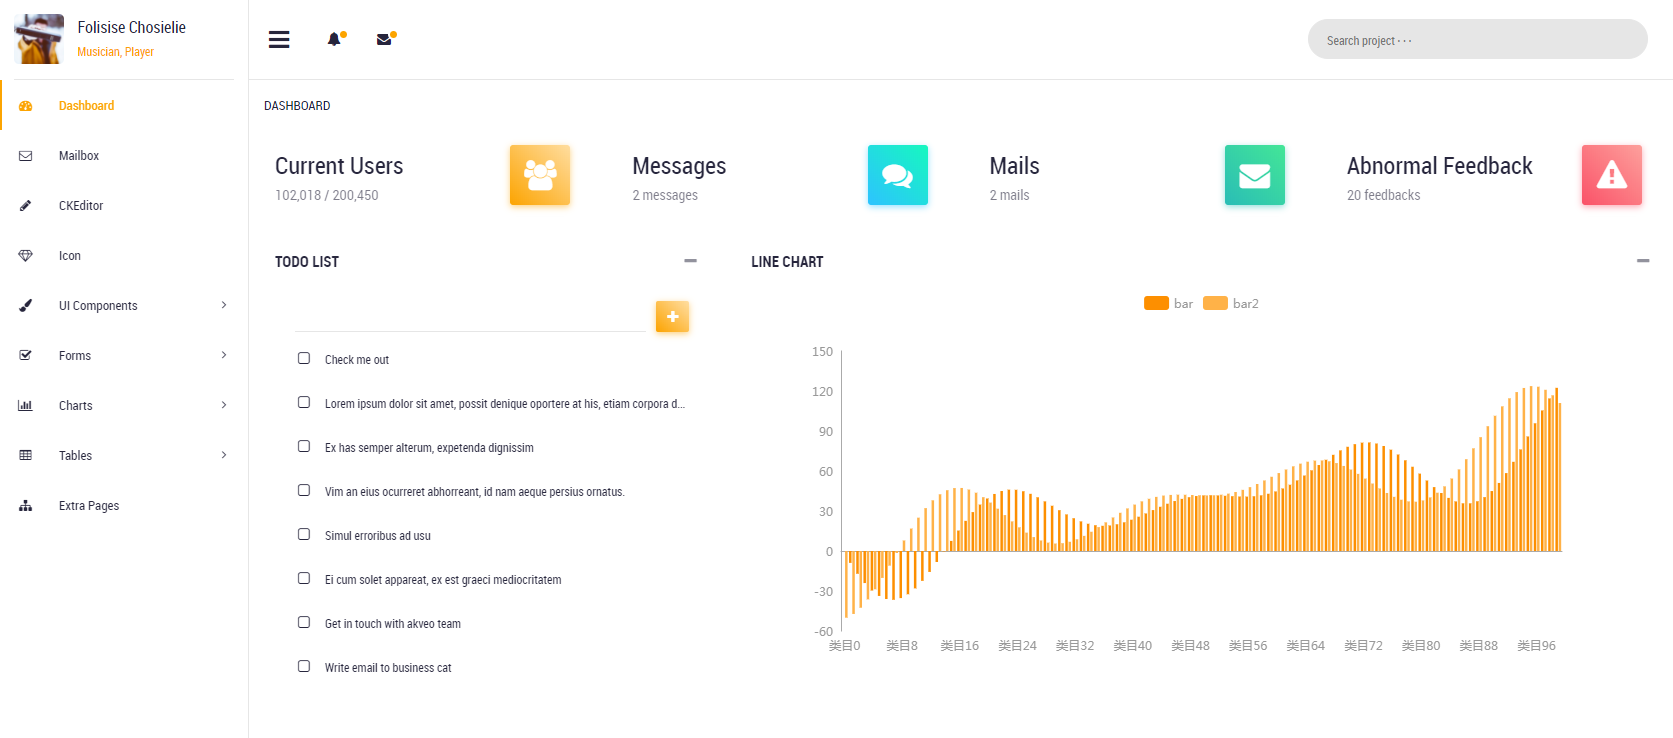 Folisise Chosielie
Musician, Player
Search project · · ·
Dashboard
Mailbox
CKEditor
Icon
UI Components
Forms
Charts
Tables
Extra Pages
DASHBOARD
Current Users
102,018 / 200,450
Messages
2 messages
Mails
2 mails
Abnormal Feedback
20 feedbacks
TODO LIST
Check me out
Lorem ipsum dolor sit amet, possit denique oportere at his, etiam corpora d...
Ex has semper alterum, expetenda dignissim
Vim an eius ocurreret abhorreant, id nam aeque persius ornatus.
Simul erroribus ad usu
Ei cum solet appareat, ex est graeci mediocritatem
Get in touch with akveo team
Write email to business cat
LINE CHART
bar bar2
150
120
90
60
30
0
-30
-60
类目0 类目8 类目16 类目24 类目32 类目40 类目48 类目56 类目64 类目72 类目80 类目88 类目96